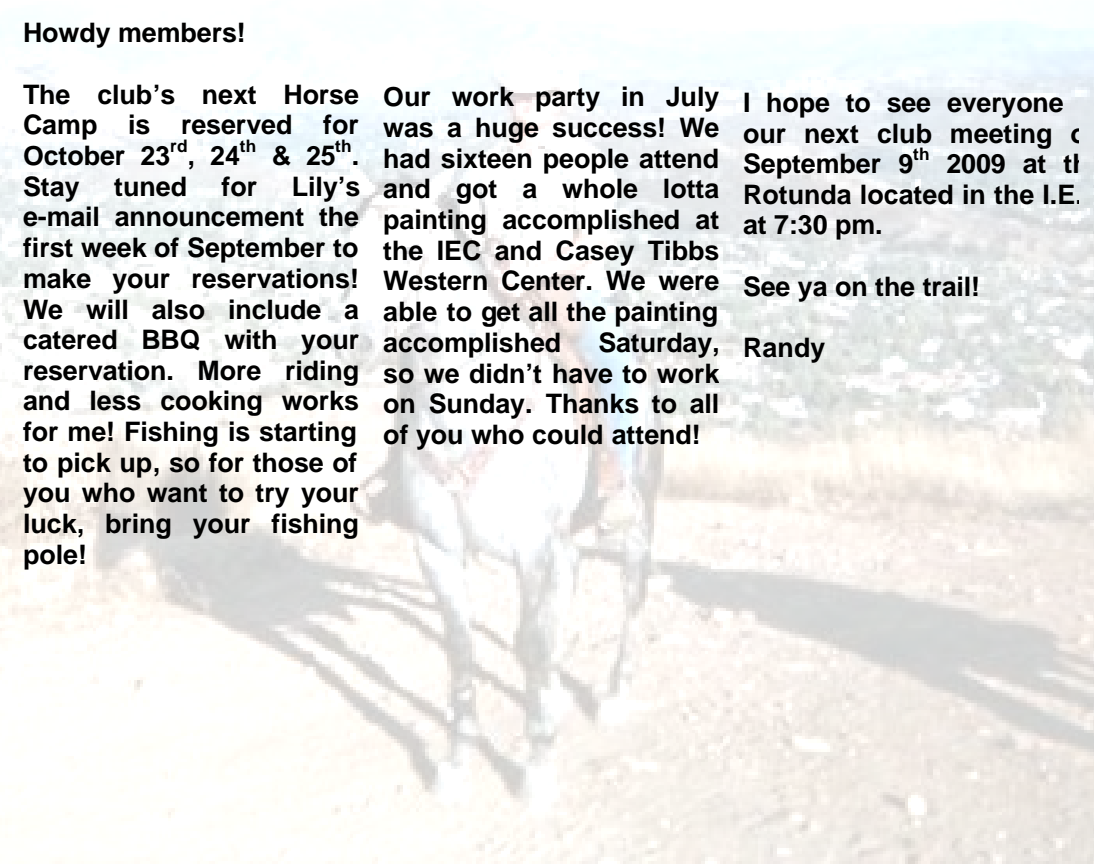 Howdy members!
The club's next Horse
Camp is reserved for
October 23rd, 24th & 25th.
Stay tuned for Lily's
e-mail announcement the
first week of September to
make your reservations!
We will also include a
catered BBQ with your
reservation. More riding
and less cooking works
for me! Fishing is starting
to pick up, so for those of
you who want to try your
luck, bring your fishing
pole!
Our work party in July
was a huge success! We
had sixteen people attend
and got a whole lotta
painting accomplished at
the IEC and Casey Tibbs
Western Center. We were
able to get all the painting
accomplished Saturday,
so we didn't have to work
on Sunday. Thanks to all
of you who could attend!
I hope to see everyone
our next club meeting
September 9th 2009 at
Rotunda located in the I.E.
at 7:30 pm.
See ya on the trail!
Randy